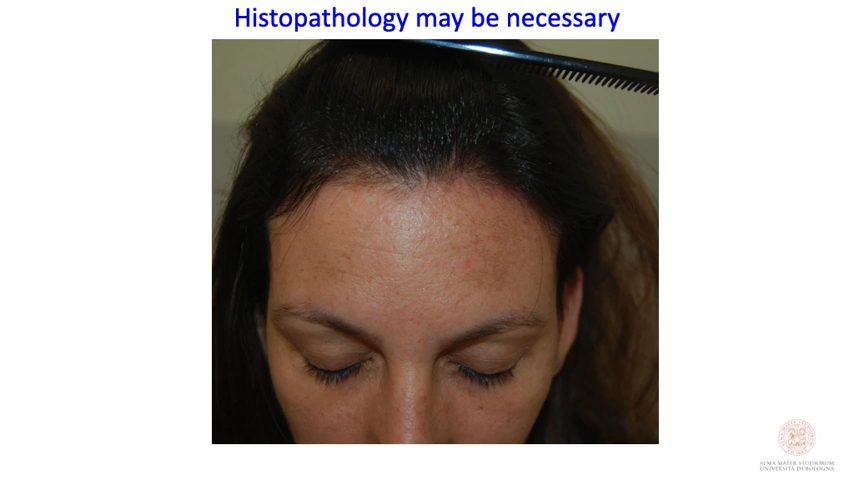 Histopathology may be necessary
ALMA MATER STUDIORUM
UNIVERSITÀ DI BOLOGNA